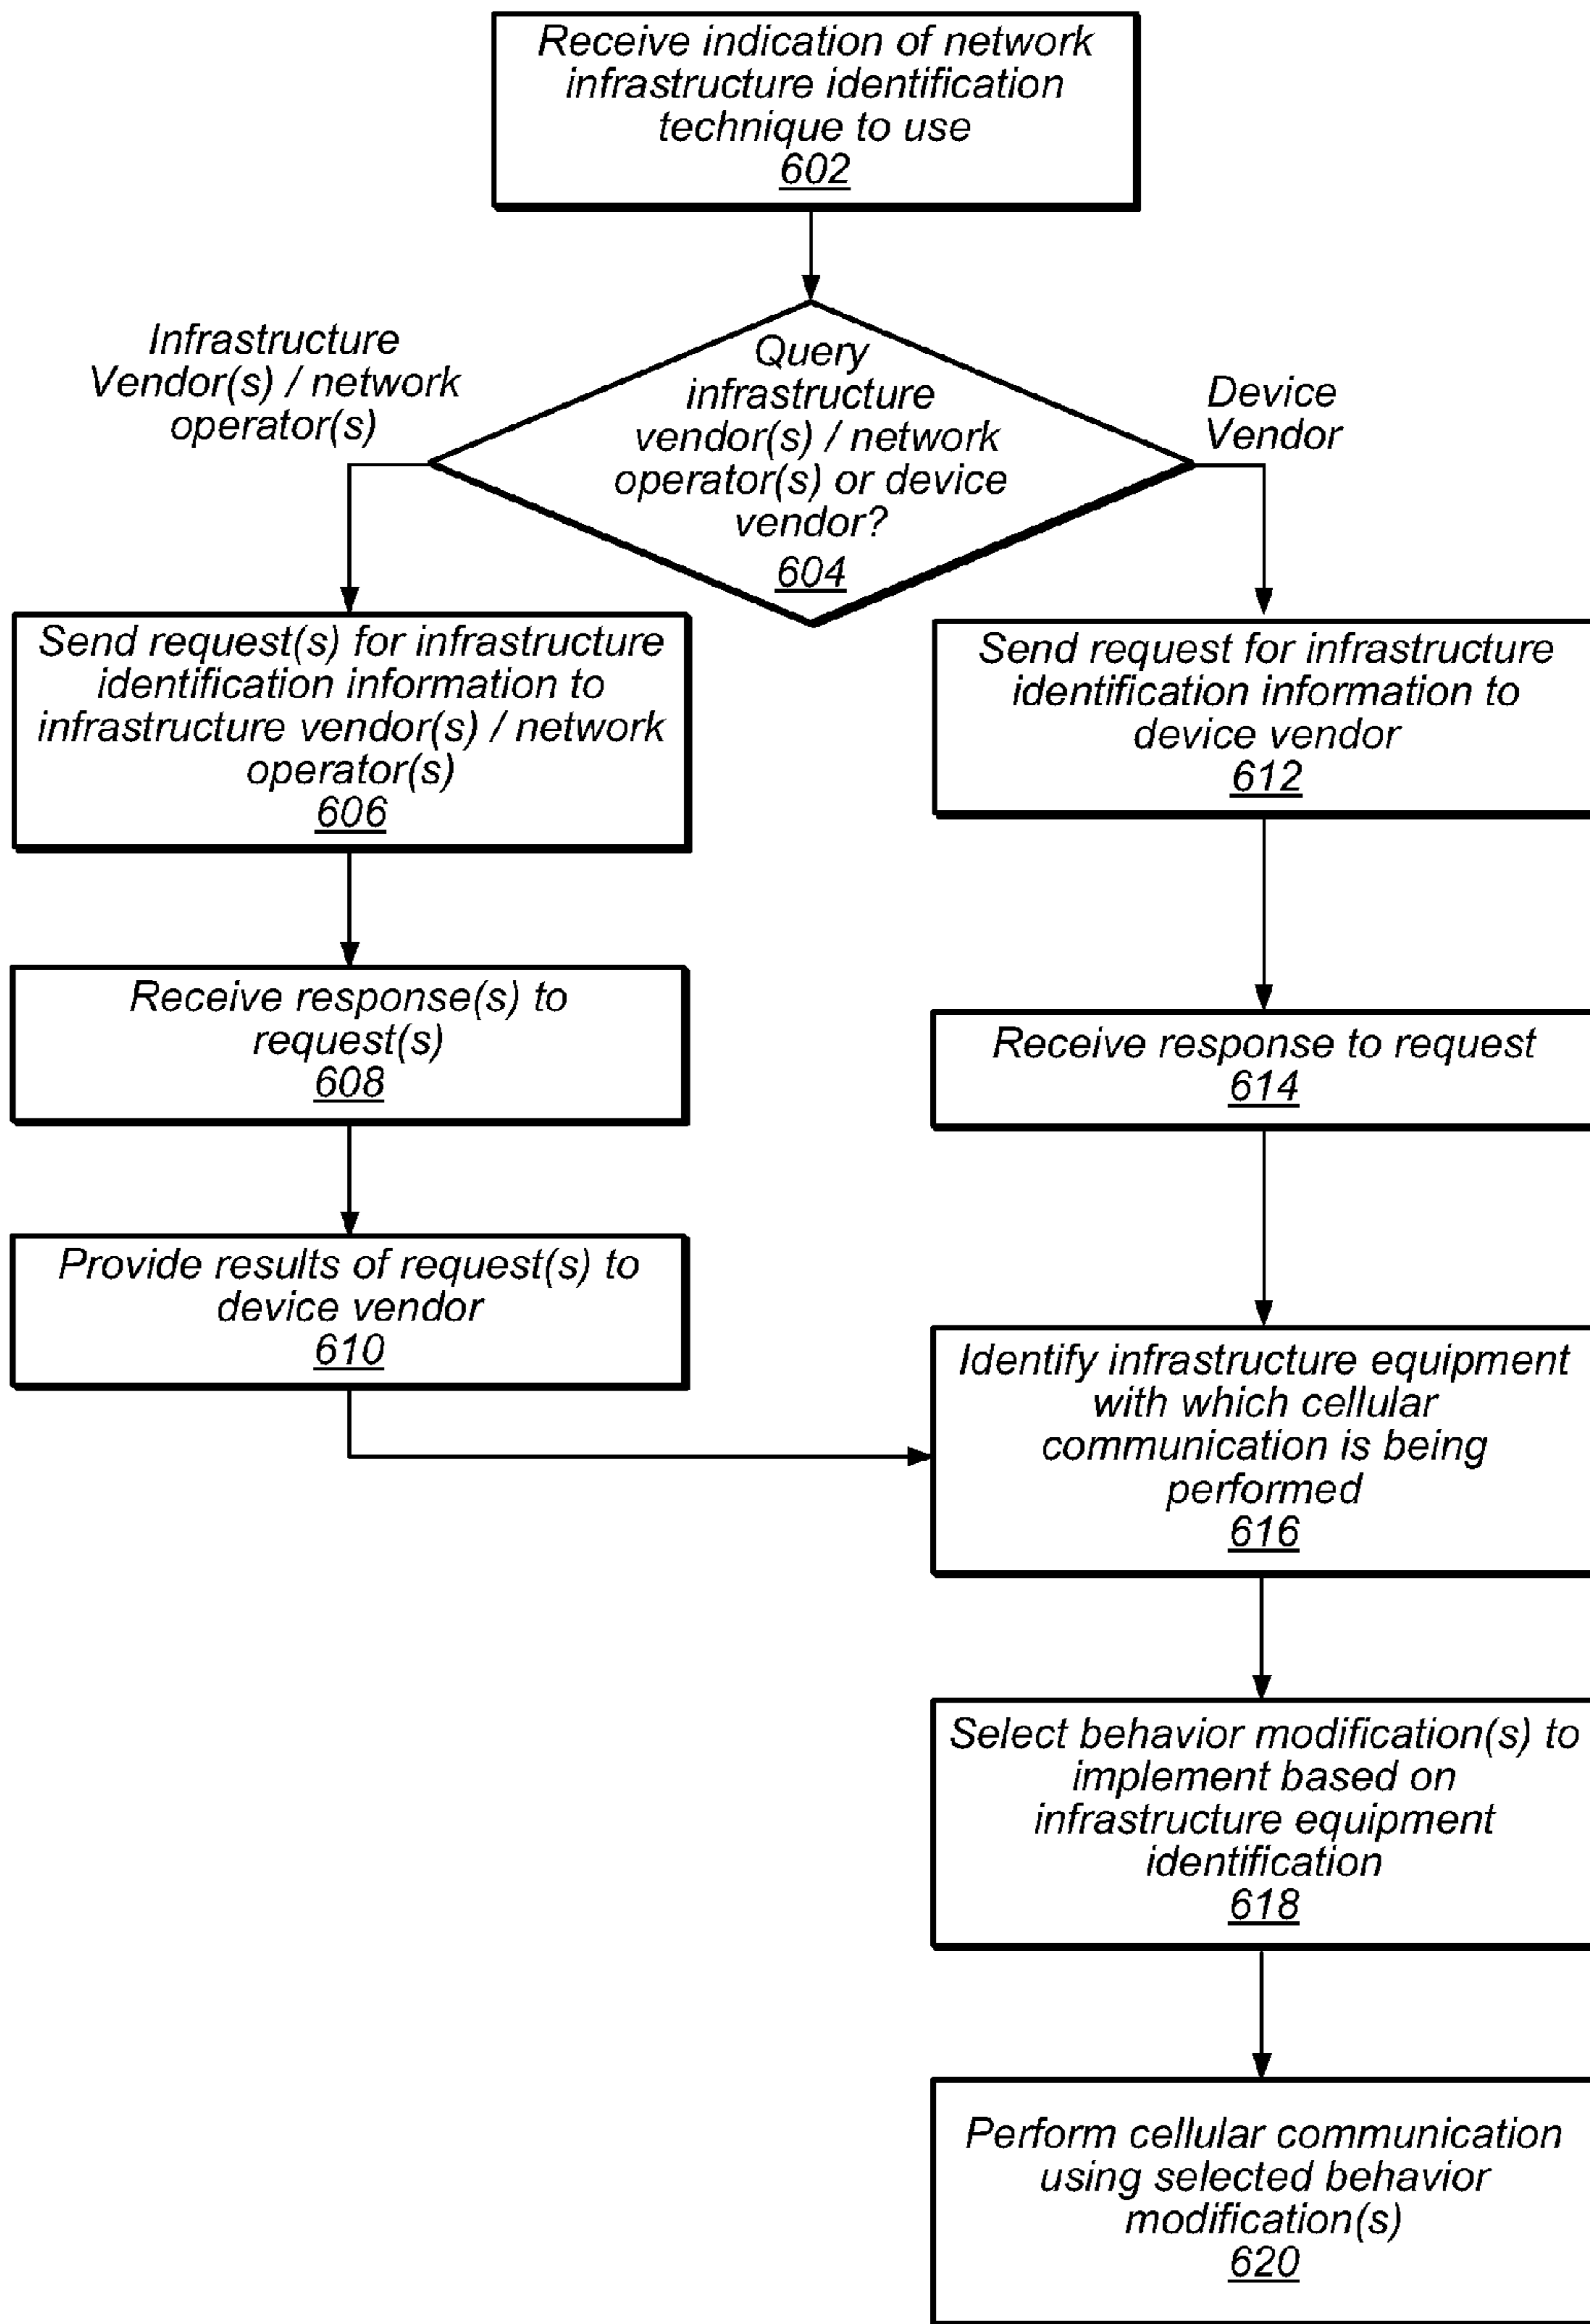 Receive indication of network
infrastructure identification
technique to use
602
Query
infrastructure
vendor(s) / network
operator(s) or device
vendor?
604
Infrastructure
Vendor(s) / network
operator(s)
Device
Vendor
Send request(s) for infrastructure
identification information to
infrastructure vendor(s) / network
operator(s)
606
Receive response(s) to
request(s)
608
Provide results of request(s) to
device vendor
610
Send request for infrastructure
identification information to
device vendor
612
Receive response to request
614
Identify infrastructure equipment
with which cellular
communication is being
performed
616
Select behavior modification(s) to
implement based on
infrastructure equipment
identification
618
Perform cellular communication
using selected behavior
modification(s)
620